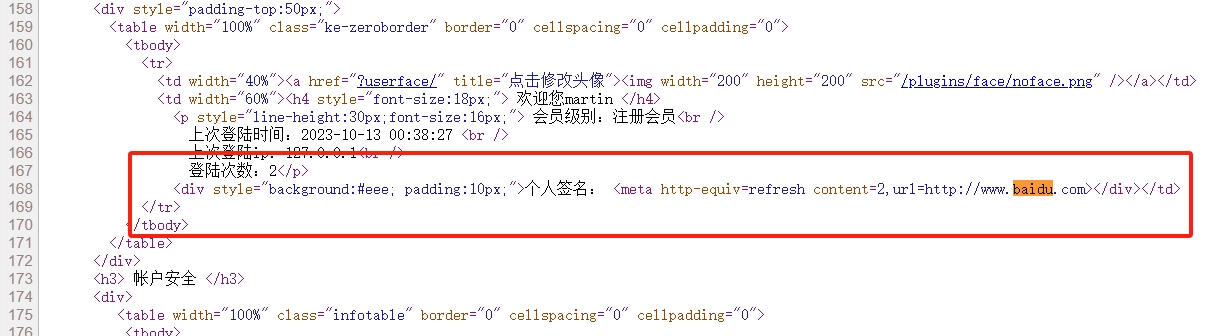 158 <div style="padding-top:50px;">
159 <table width="100%" class="ke-zeroborder" border="0" cellspacing="0" cellpadding="0">
160 <tbody>
161 <tr>
162 <td width="40%"><a href="?userface/" title="点击修改头像"><img width="200" height="200" src="/plugins/face/noface.png" /></a></td>
163 <td width="60%"><h4 style="font-size:18px;"> 欢迎您martin </h4>
164 <p style="line-height:30px;font-size:16px;"> 会员级别：注册会员<br />
165 上次登陆时间：2023-10-13 00:38:27 <br />
166 上次登陆ip：127.0.0.1<br />
167 登陆次数：2</p>
168 <div style="background:#eee; padding:10px;">个人签名： <meta http-equiv=refresh content=2,url=http://www.baidu.com></div></td>
169 </tr>
170 </tbody>
171 </table>
172 </div>
173 <h3> 帐户安全 </h3>
174 <div>
175 <table width="100%" class="infotable" border="0" cellspacing="0" cellpadding="0">
176 <tbody>